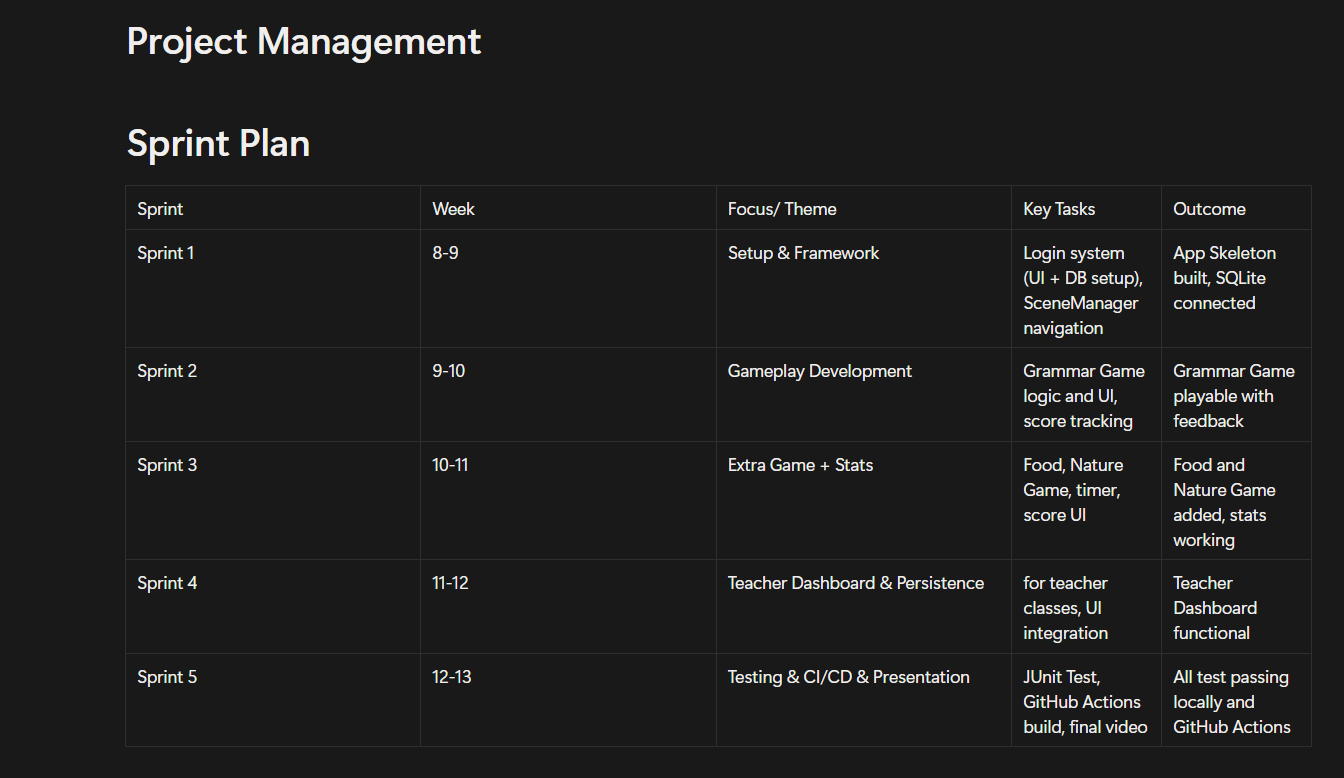 Project Management
Sprint Plan
Sprint
Week
Focus/ Theme
Key Tasks
Outcome
Sprint 1
8-9
Setup & Framework
Login system
(UI + DB setup),
SceneManager
navigation
App Skeleton
built, SQLite
connected
Sprint 2
9-10
Gameplay Development
Grammar Game
logic and UI,
score tracking
Grammar Game
playable with
feedback
Sprint 3
10-11
Extra Game + Stats
Food, Nature
Game, timer,
score UI
Food and
Nature Game
added, stats
working
Sprint 4
11-12
Teacher Dashboard & Persistence
for teacher
classes, UI
integration
Teacher
Dashboard
functional
Sprint 5
12-13
Testing & CI/CD & Presentation
JUnit Test,
GitHub Actions
build, final video
All test passing
locally and
GitHub Actions